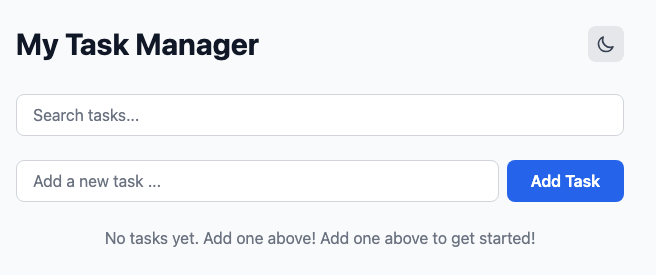 My Task Manager
Search tasks...
Add a new task ...
Add Task
No tasks yet. Add one above! Add one above to get started!